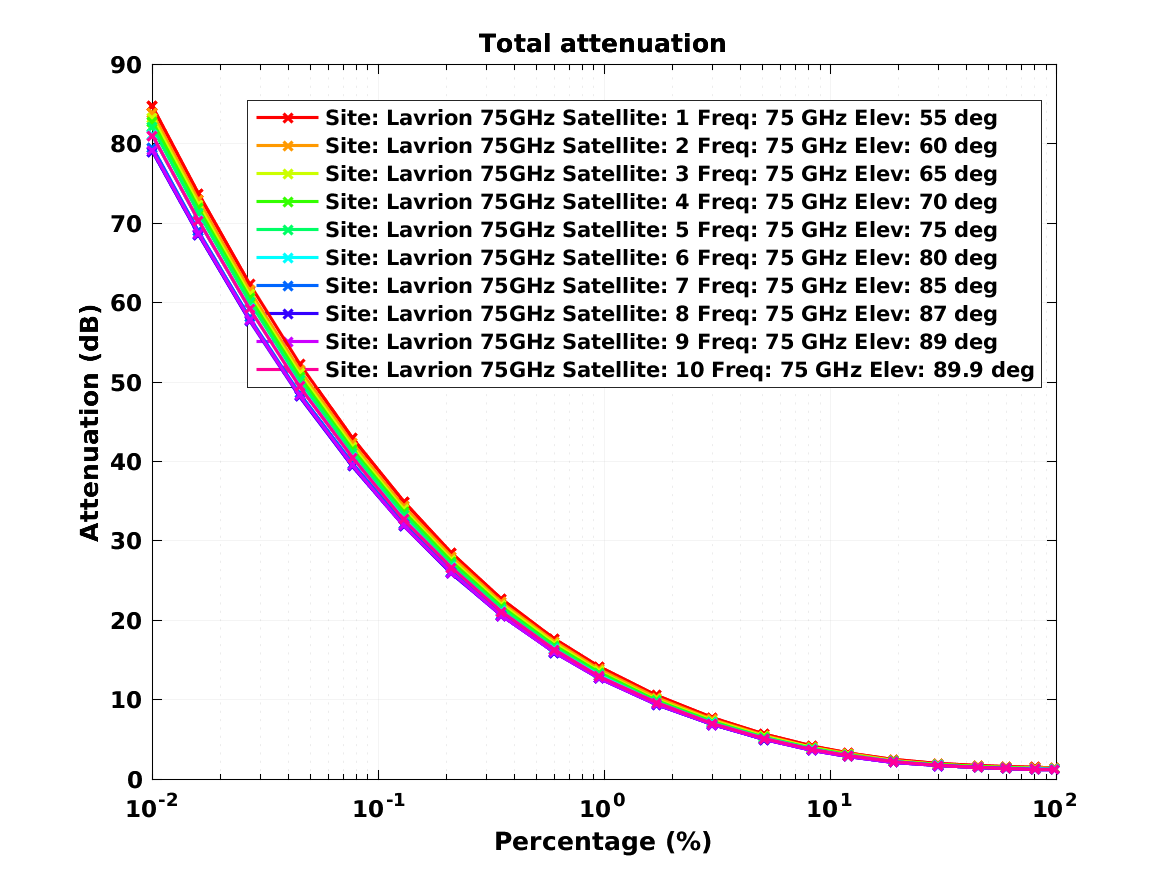 Total attenuation
90
80
70
60
50
40
30
20
10
0
Attenuation (dB)
Site: Lavrion 75GHz Satellite: 1 Freq: 75 GHz Elev: 55 deg
Site: Lavrion 75GHz Satellite: 2 Freq: 75 GHz Elev: 60 deg
Site: Lavrion 75GHz Satellite: 3 Freq: 75 GHz Elev: 65 deg
Site: Lavrion 75GHz Satellite: 4 Freq: 75 GHz Elev: 70 deg
Site: Lavrion 75GHz Satellite: 5 Freq: 75 GHz Elev: 75 deg
Site: Lavrion 75GHz Satellite: 6 Freq: 75 GHz Elev: 80 deg
Site: Lavrion 75GHz Satellite: 7 Freq: 75 GHz Elev: 85 deg
Site: Lavrion 75GHz Satellite: 8 Freq: 75 GHz Elev: 87 deg
Site: Lavrion 75GHz Satellite: 9 Freq: 75 GHz Elev: 89 deg
Site: Lavrion 75GHz Satellite: 10 Freq: 75 GHz Elev: 89.9 deg
10^-2 10^-1 10^0 10^1 10^2
Percentage (%)